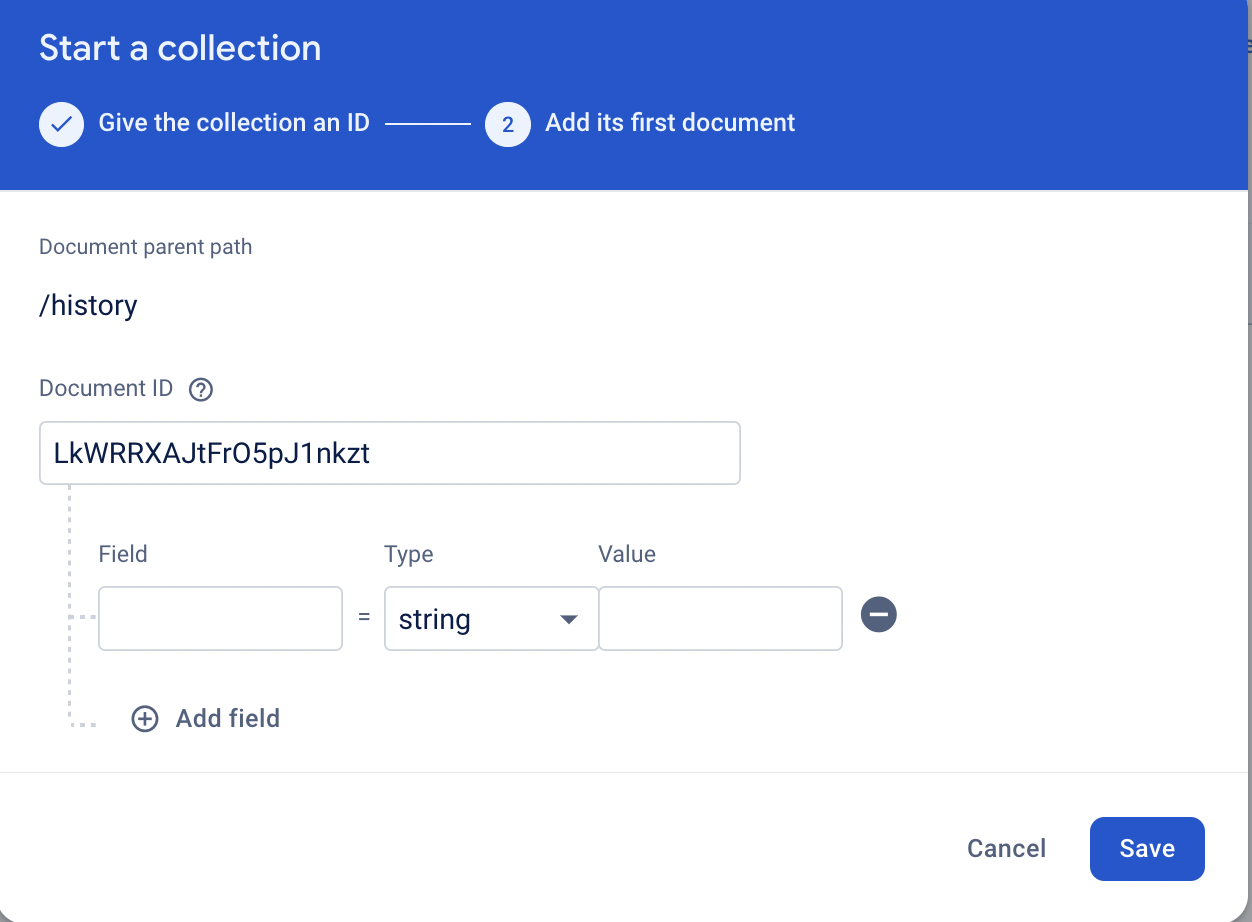 Start a collection
Give the collection an ID
2 Add its first document
Document parent path
/history
Document ID ?
LkWRRXAJtFrO5pJ1nkzt
Field Type Value
= string
Add field
Cancel Save